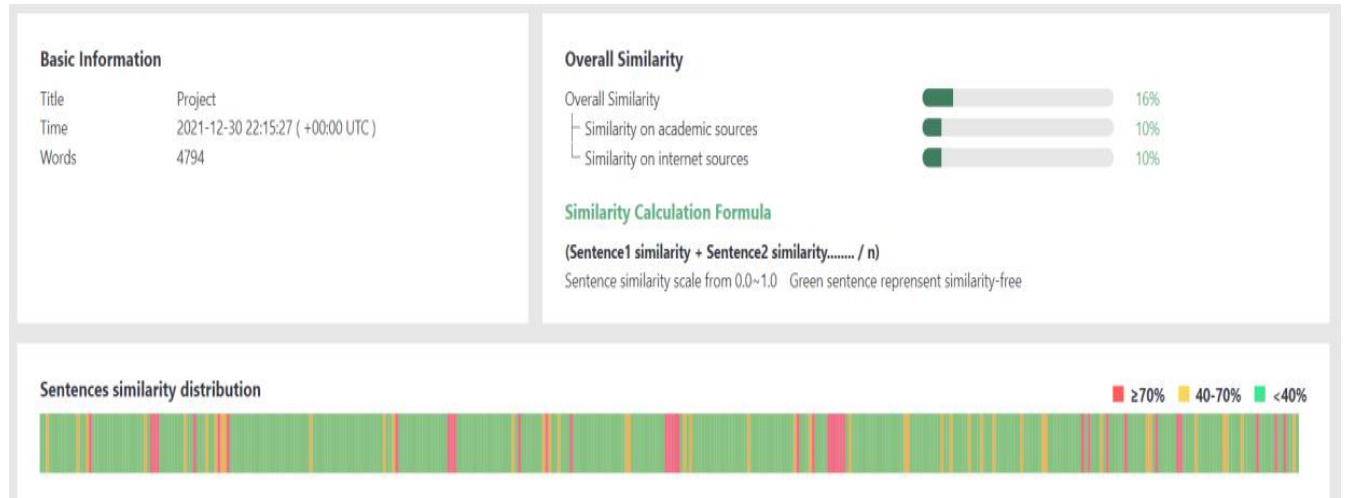 Basic Information
Title Project
Time 2021-12-30 22:15:27 ( +00:00 UTC )
Words 4794
Overall Similarity
Overall Similarity 16%
Similarity on academic sources 10%
Similarity on internet sources 10%
Similarity Calculation Formula
(Sentence1 similarity + Sentence2 similarity........ / n)
Sentence similarity scale from 0.0~1.0 Green sentence reprensent similarity-free
Sentences similarity distribution
≥70% 40-70% <40%